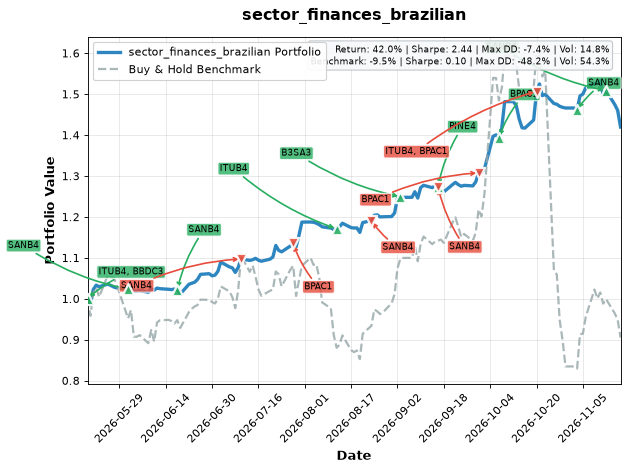 sector_finances_brazilian
sector_finances_brazilian Portfolio
Buy & Hold Benchmark
Return: 42.0% | Sharpe: 2.44 | Max DD: -7.4% | Vol: 14.8%
Benchmark: -9.5% | Sharpe: 0.10 | Max DD: -48.2% | Vol: 54.3%
Portfolio Value
1.6
1.5
1.4
1.3
1.2
1.1
1.0
0.9
0.8
SANB4
BPAC1
PINE4
ITUB4, BPAC1
B3SA3
ITUB4
BPAC1
SANB4
SANB4
SANB4
SANB4
ITUB4, BBDC3
SANB4
BPAC1
2026-05-29
2026-06-14
2026-06-30
2026-07-16
2026-08-01
2026-08-17
2026-09-02
2026-09-18
2026-10-04
2026-10-20
2026-11-05
Date